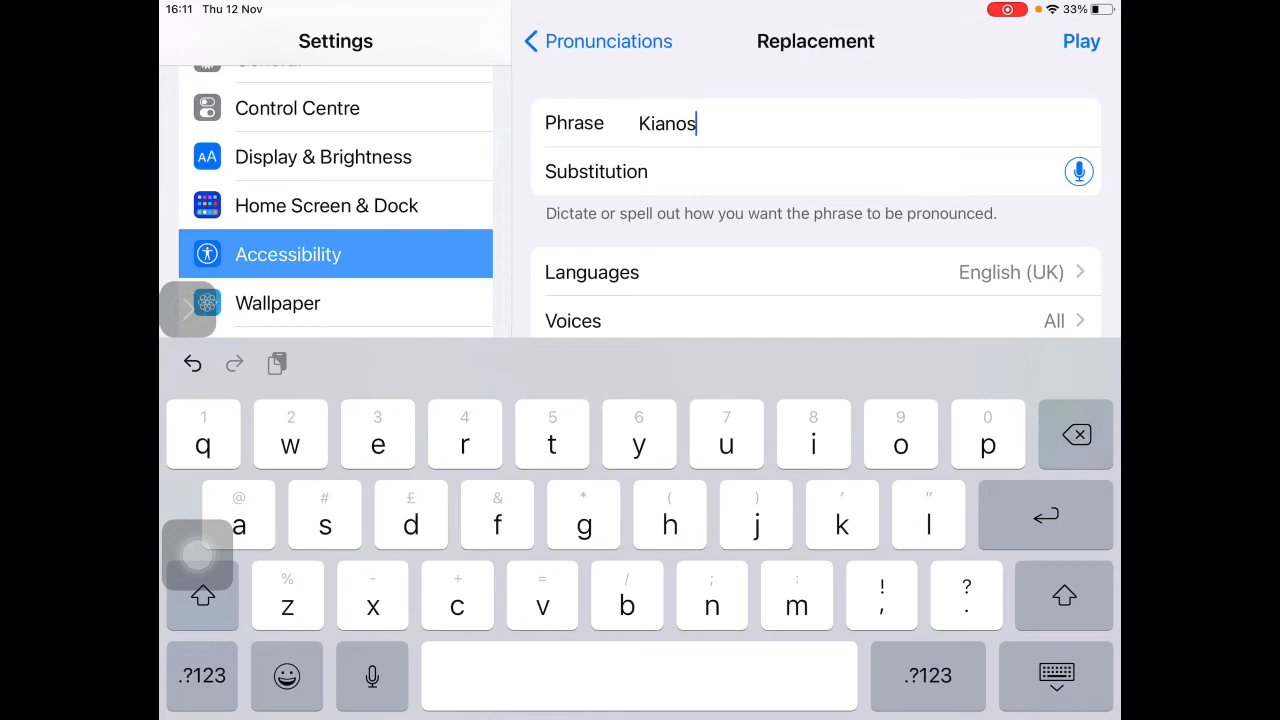 16:11 Thu 12 Nov 33%
Settings
Pronunciations Replacement Play
General
Control Centre
Display & Brightness
Home Screen & Dock
Accessibility
Wallpaper
Phrase Kianos
Substitution
Dictate or spell out how you want the phrase to be pronounced.
Languages English (UK)
Voices All
1 2 3 4 5 6 7 8 9 0
q w e r t y u i o p
@ # £ & * ( ) ' "
a s d f g h j k l
% - + = / ; : ! ?
z x c v b n m , .
.?123 .?123